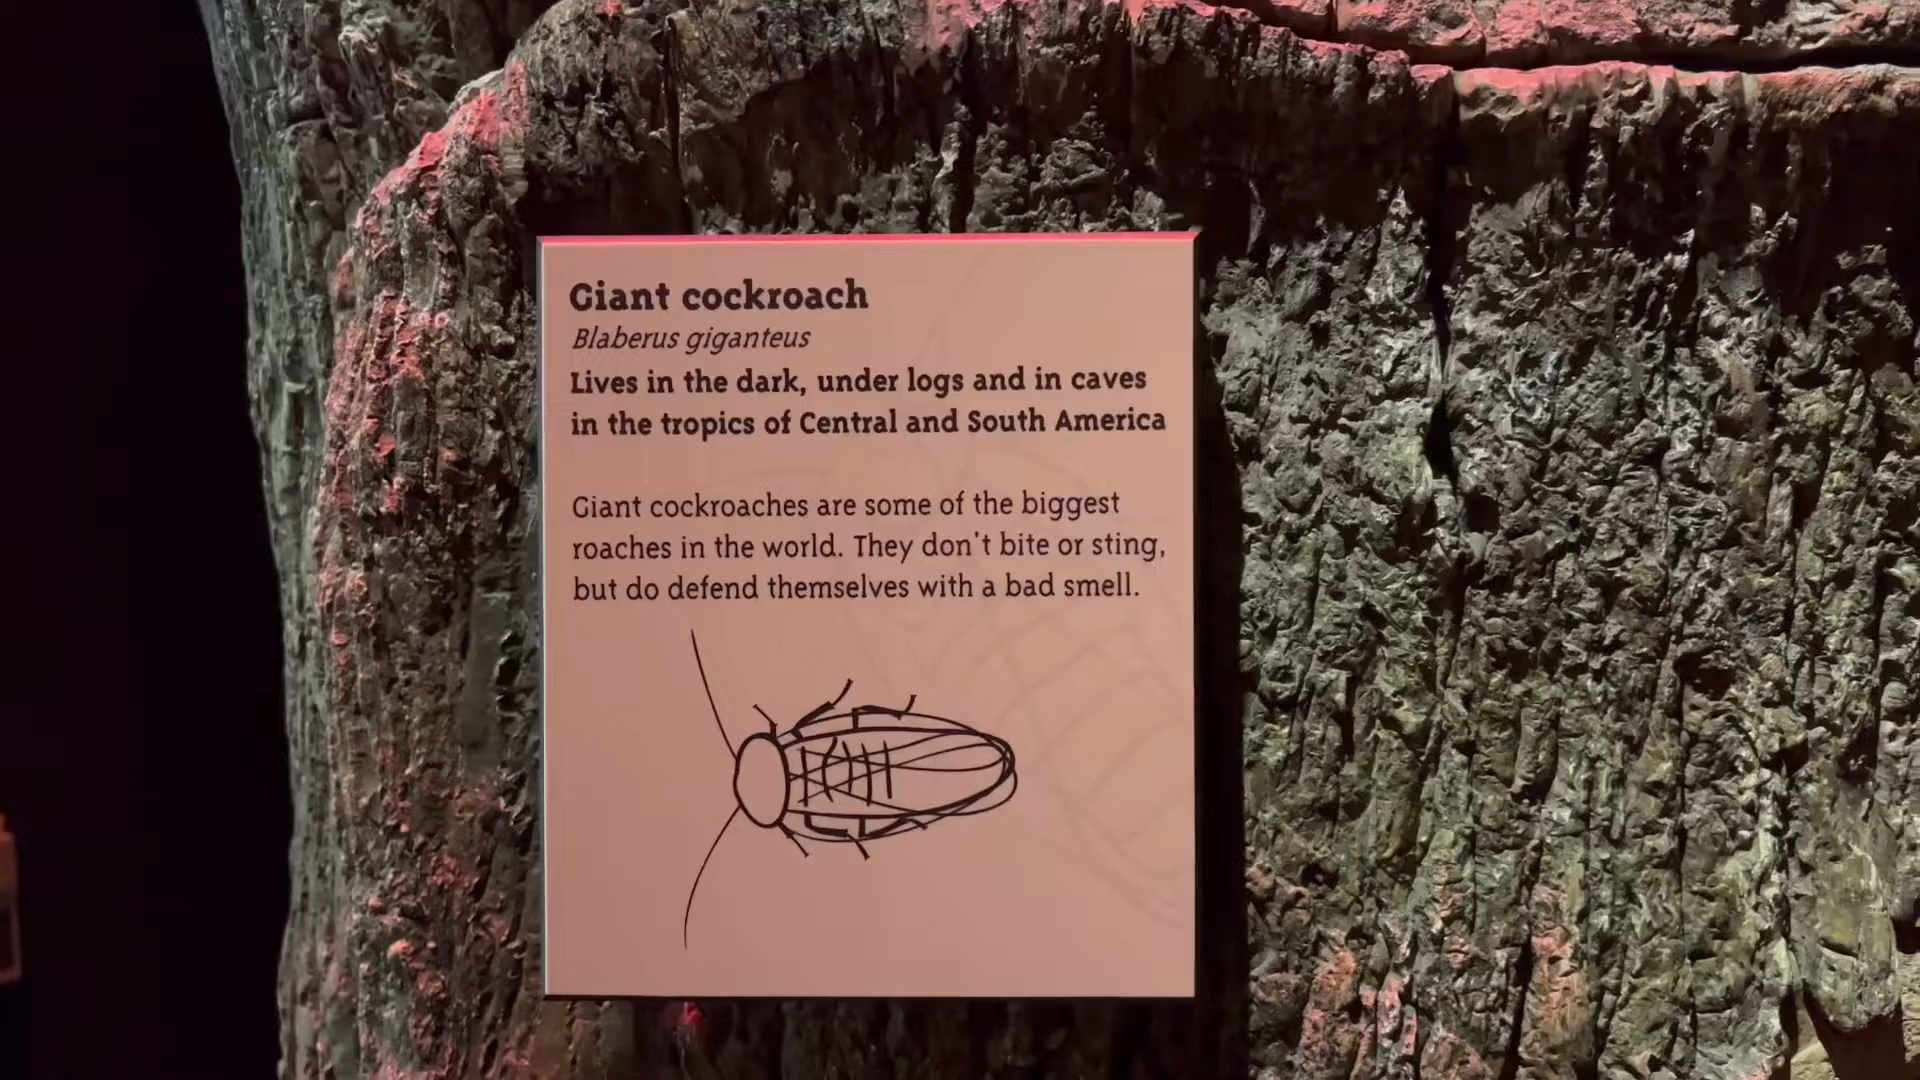 Giant cockroach
Blaberus giganteus
Lives in the dark, under logs and in caves
in the tropics of Central and South America
Giant cockroaches are some of the biggest
roaches in the world. They don't bite or sting,
but do defend themselves with a bad smell.